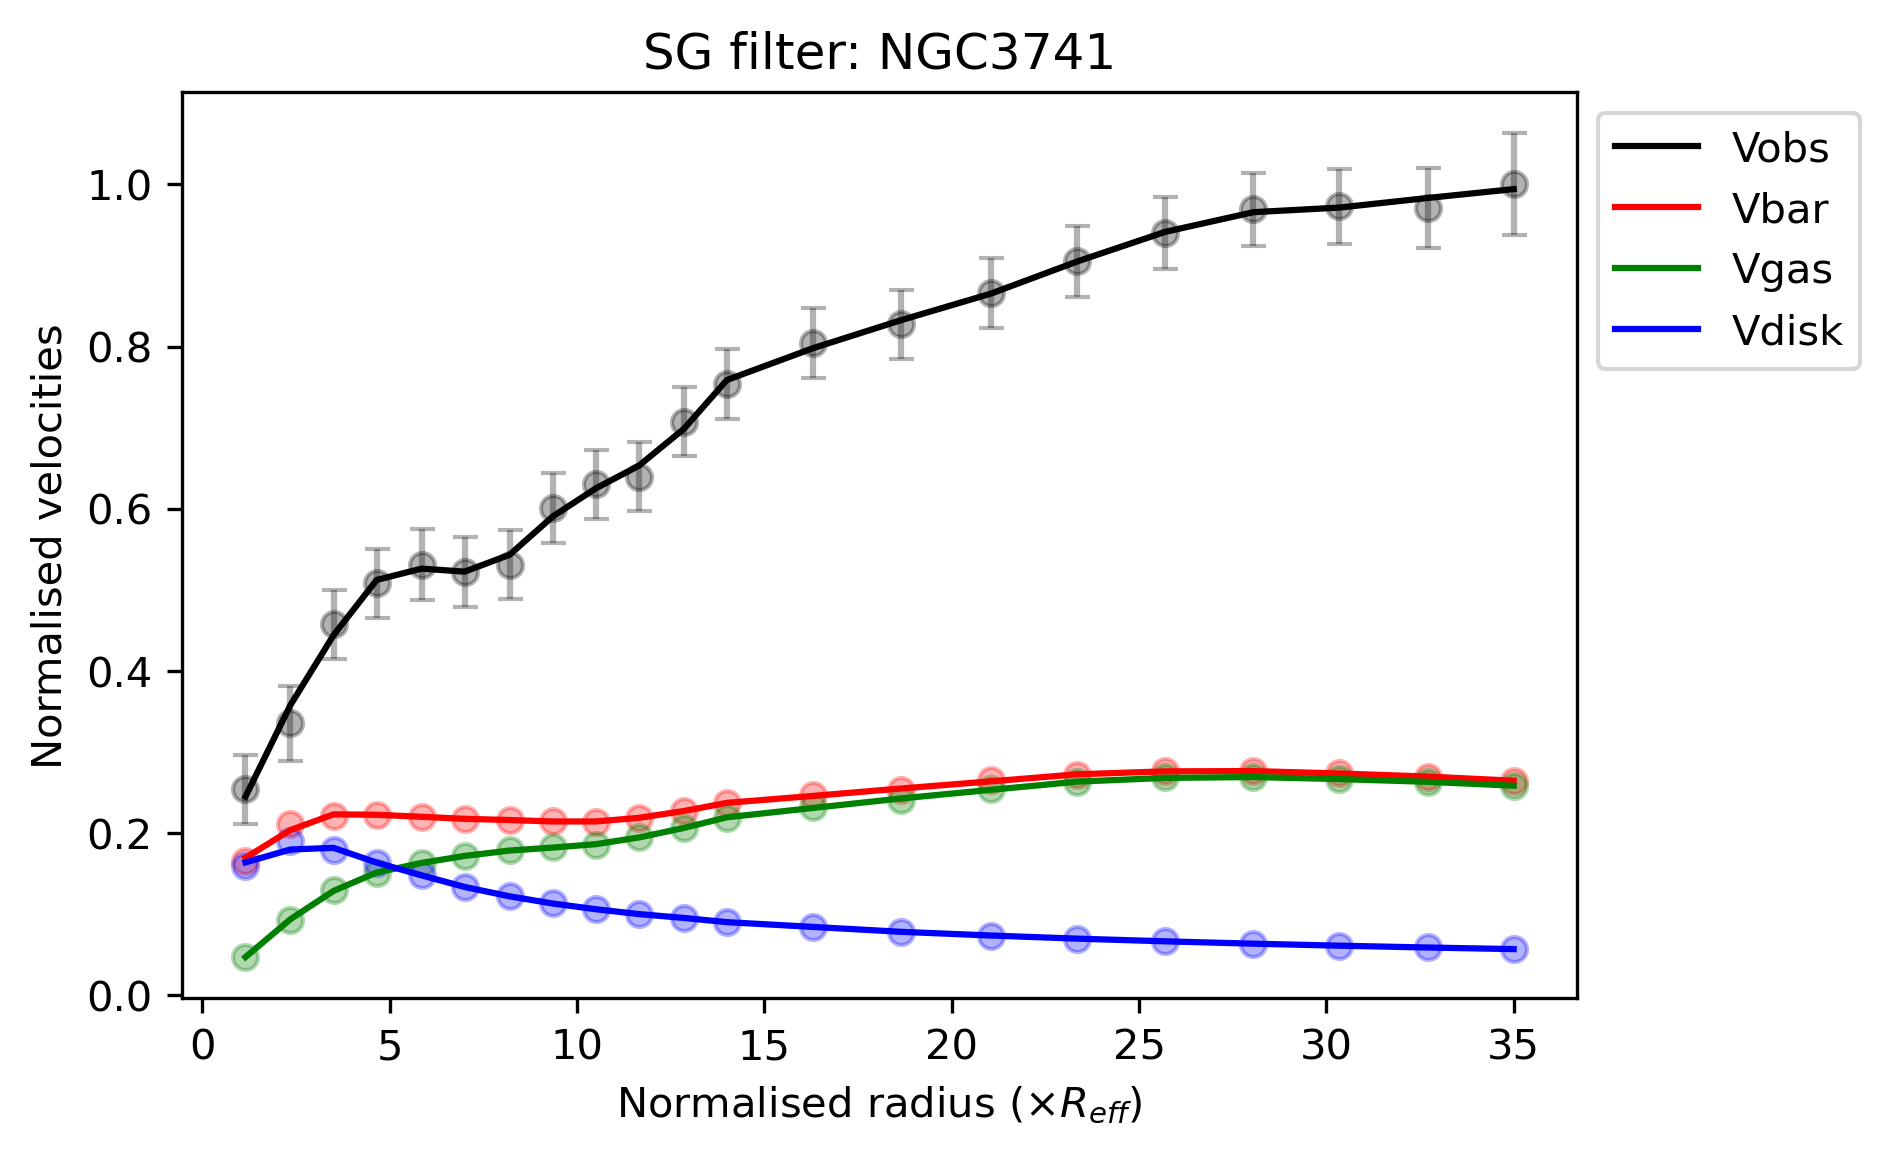 SG filter: NGC3741
Normalised velocities
1.0
0.8
0.6
0.4
0.2
0.0
0 5 10 15 20 25 30 35
Normalised radius (×R_eff)
Vobs
Vbar
Vgas
Vdisk